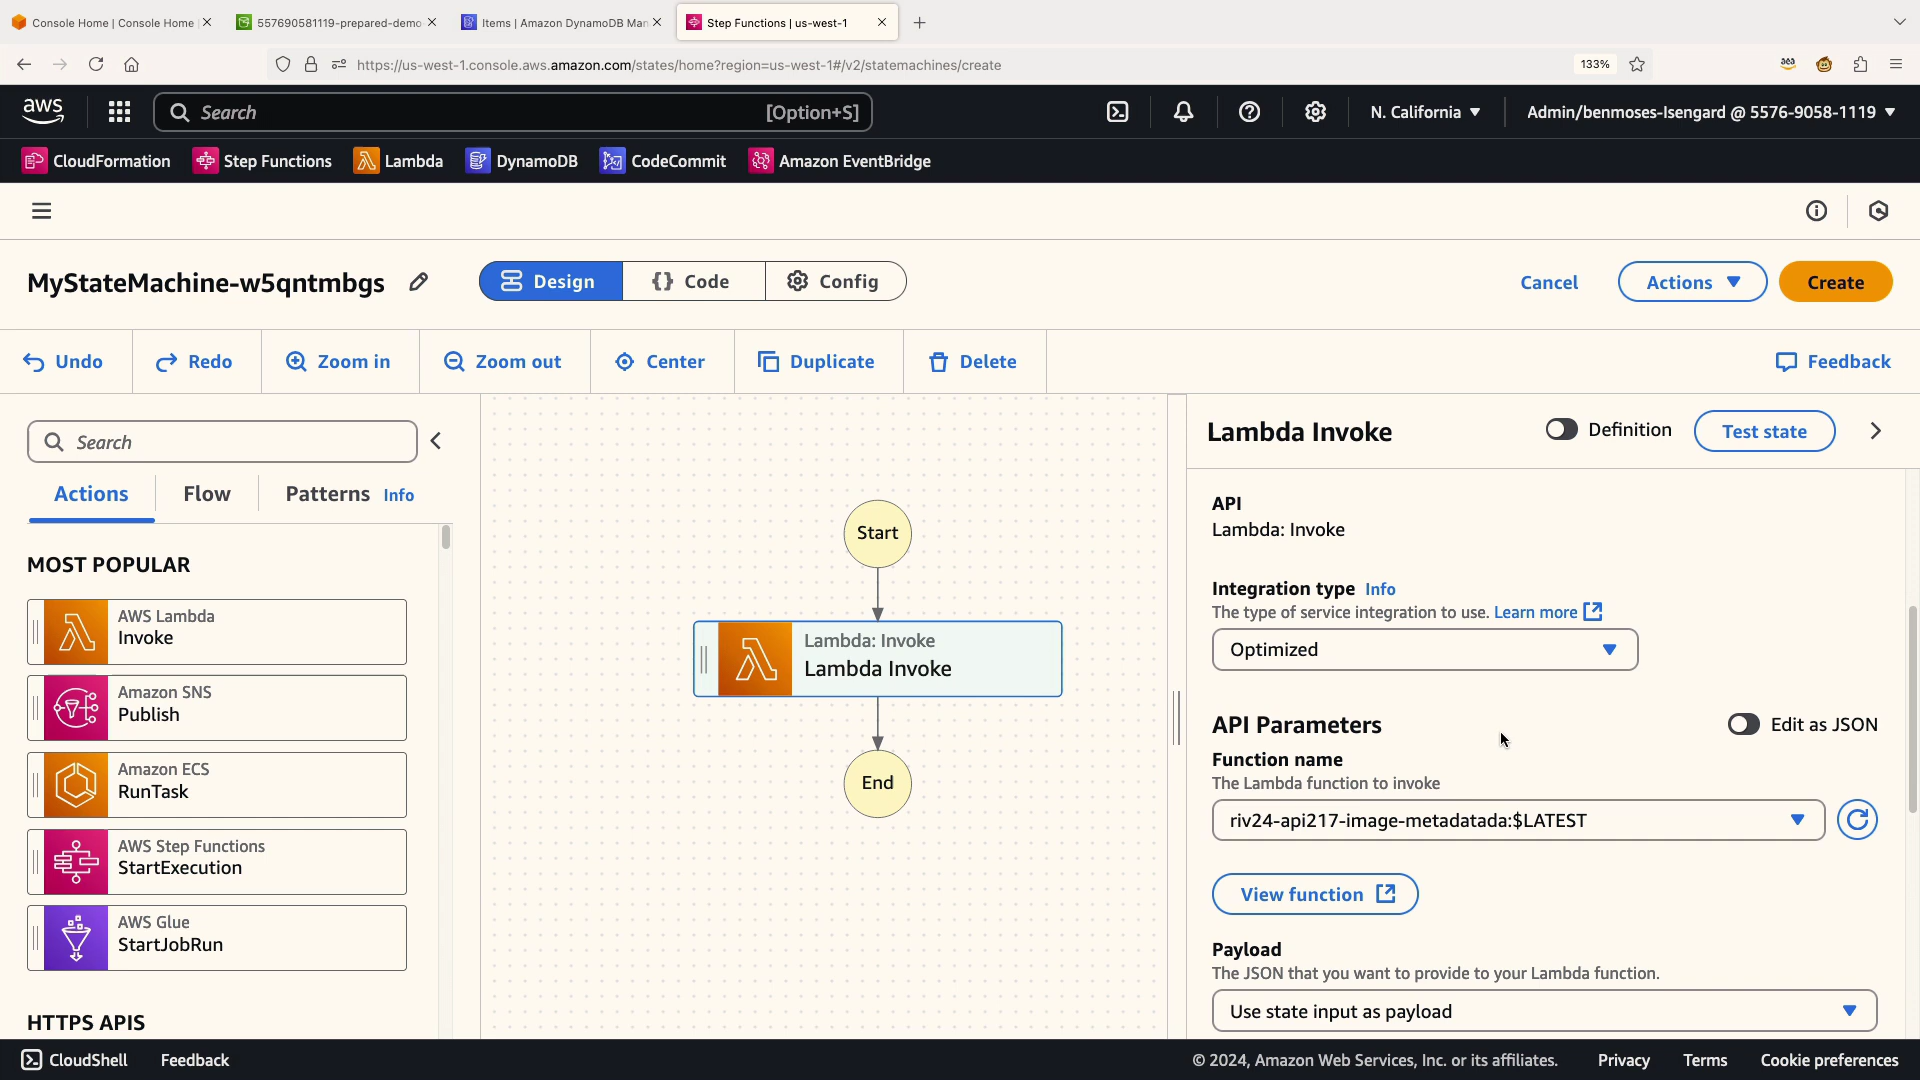 Console Home | Console Home
557690581119-prepared-demo
Items | Amazon DynamoDB Man
Step Functions | us-west-1
https://us-west-1.console.aws.amazon.com/states/home?region=us-west-1#/v2/statemachines/create
133%
aws
Search
[Option+S]
N. California
Admin/benmoses-Isengard @ 5576-9058-1119
CloudFormation
Step Functions
Lambda
DynamoDB
CodeCommit
Amazon EventBridge
MyStateMachine-w5qntmbgs
Design
{} Code
Config
Cancel
Actions
Create
Undo
Redo
Zoom in
Zoom out
Center
Duplicate
Delete
Feedback
Search
Actions
Flow
Patterns Info
MOST POPULAR
AWS Lambda
Invoke
Amazon SNS
Publish
Amazon ECS
RunTask
AWS Step Functions
StartExecution
AWS Glue
StartJobRun
HTTPS APIS
Start
Lambda: Invoke
Lambda Invoke
End
Lambda Invoke
Definition
Test state
API
Lambda: Invoke
Integration type Info
The type of service integration to use. Learn more
Optimized
API Parameters
Edit as JSON
Function name
The Lambda function to invoke
riv24-api217-image-metadatada:$LATEST
View function
Payload
The JSON that you want to provide to your Lambda function.
Use state input as payload
CloudShell
Feedback
© 2024, Amazon Web Services, Inc. or its affiliates.
Privacy
Terms
Cookie preferences